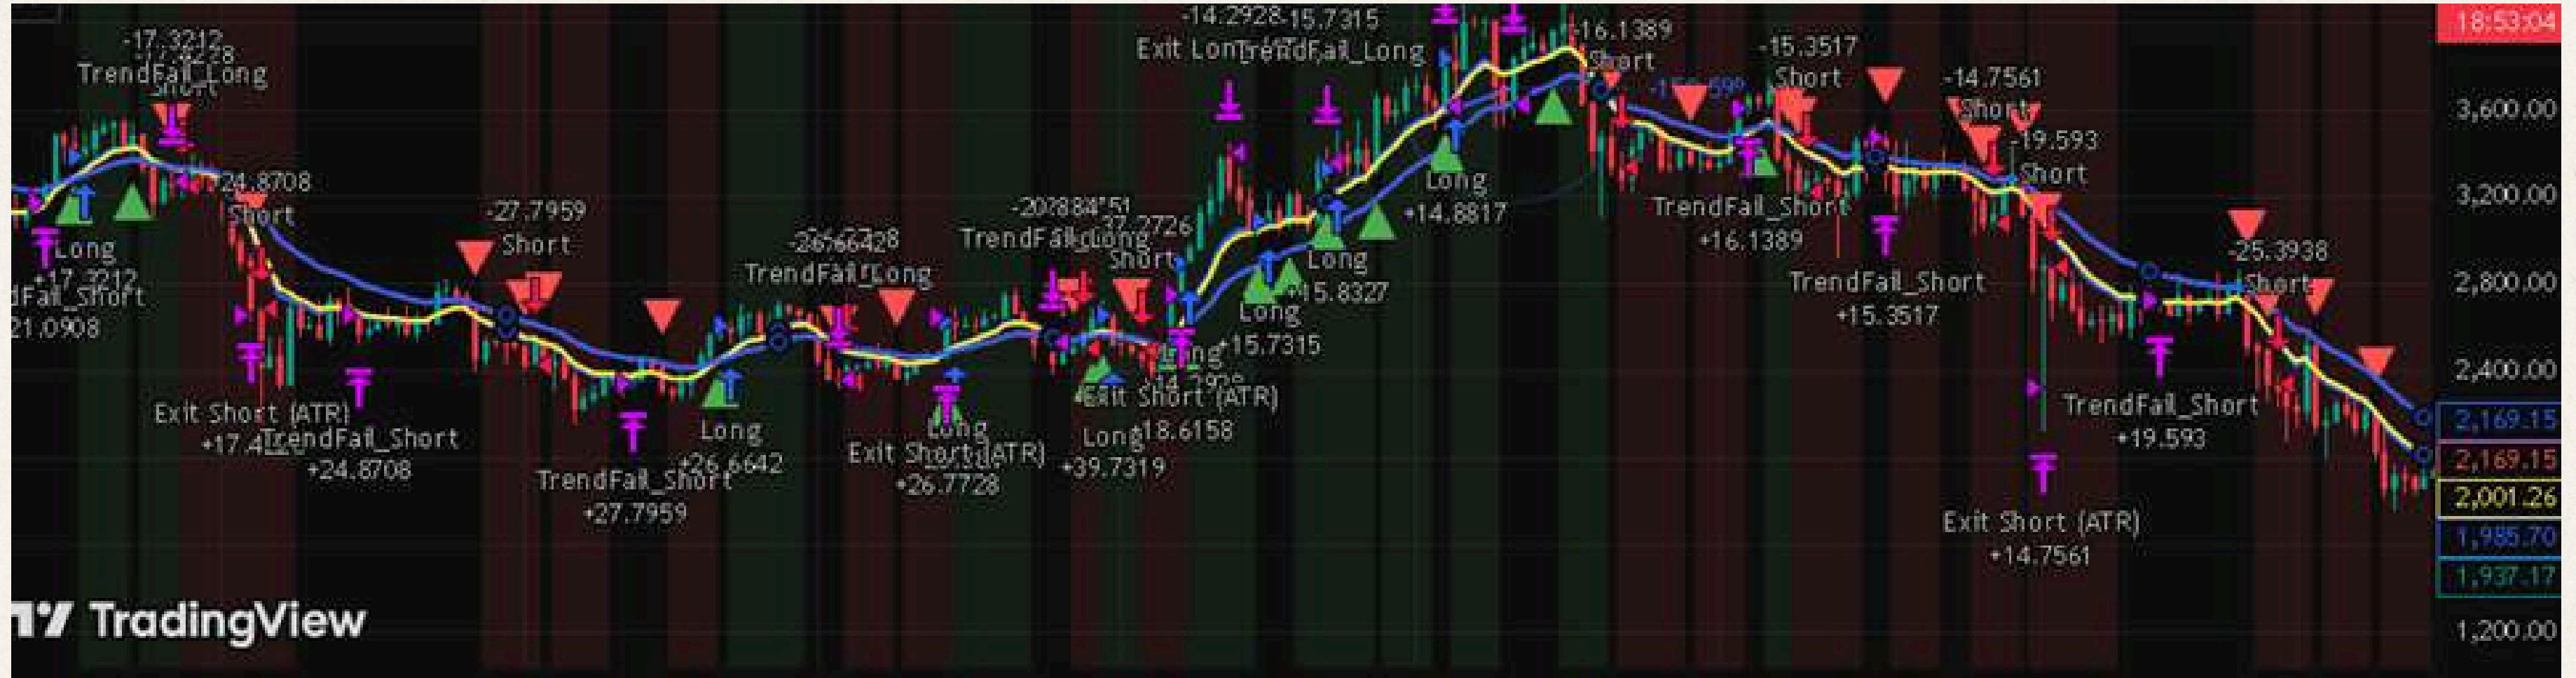 -17.3212
TrendFail_Long
Short
Long
+17.3212
dFail_Short
21.0908
+24.8708
Short
Exit Short (ATR)
TrendFail_Short
+24.8708
-27.7959
Short
TrendFail_Short
+27.7959
Long
+26.6642
TrendFail_Long
Long
Exit Short (ATR)
+26.7728
TrendFail_Long
Short
Long
+39.7319
Exit Short (ATR)
+18.6158
-14.2928
-15.7315
TrendFail_Long
Long
+15.7315
Long
+15.8327
Long
+14.8817
-16.1389
Short
TrendFail_Short
+16.1389
-15.3517
Short
TrendFail_Short
+15.3517
-14.7561
Short
-19.593
Short
Exit Short (ATR)
+14.7561
TrendFail_Short
+19.593
-25.3938
Short
18:53:04
3,600.00
3,200.00
2,800.00
2,400.00
2,169.15
2,169.15
2,001.26
1,985.70
1,937.17
1,200.00
TradingView